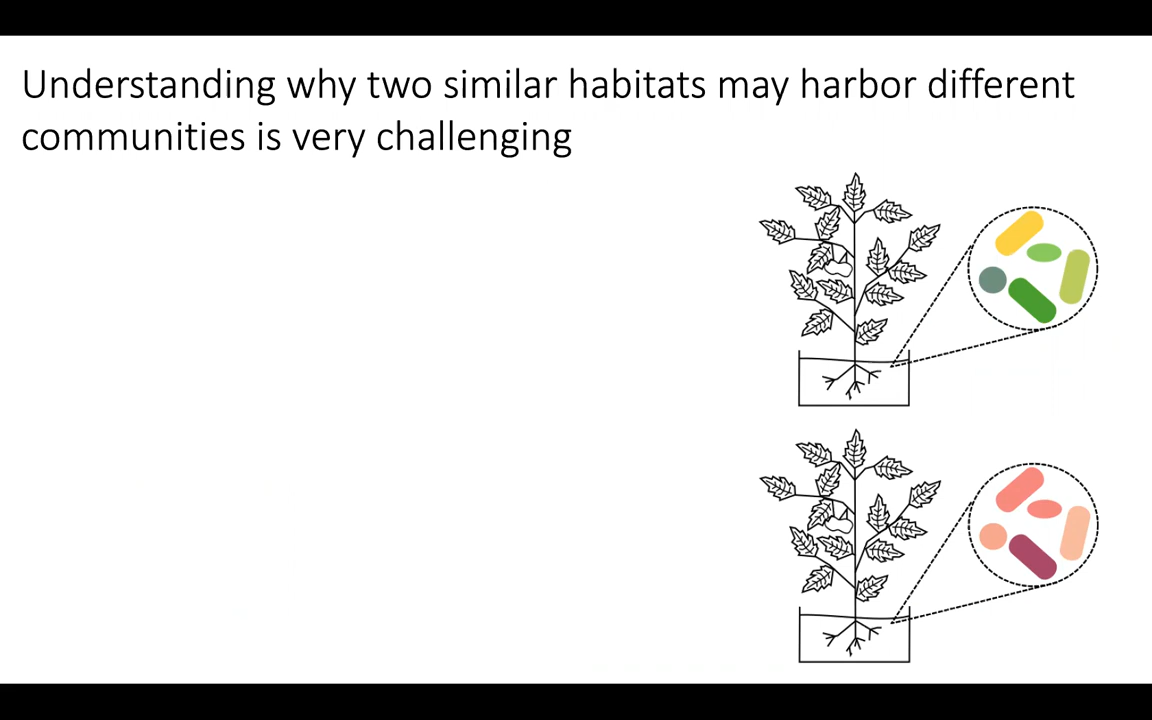 Understanding why two similar habitats may harbor different
communities is very challenging